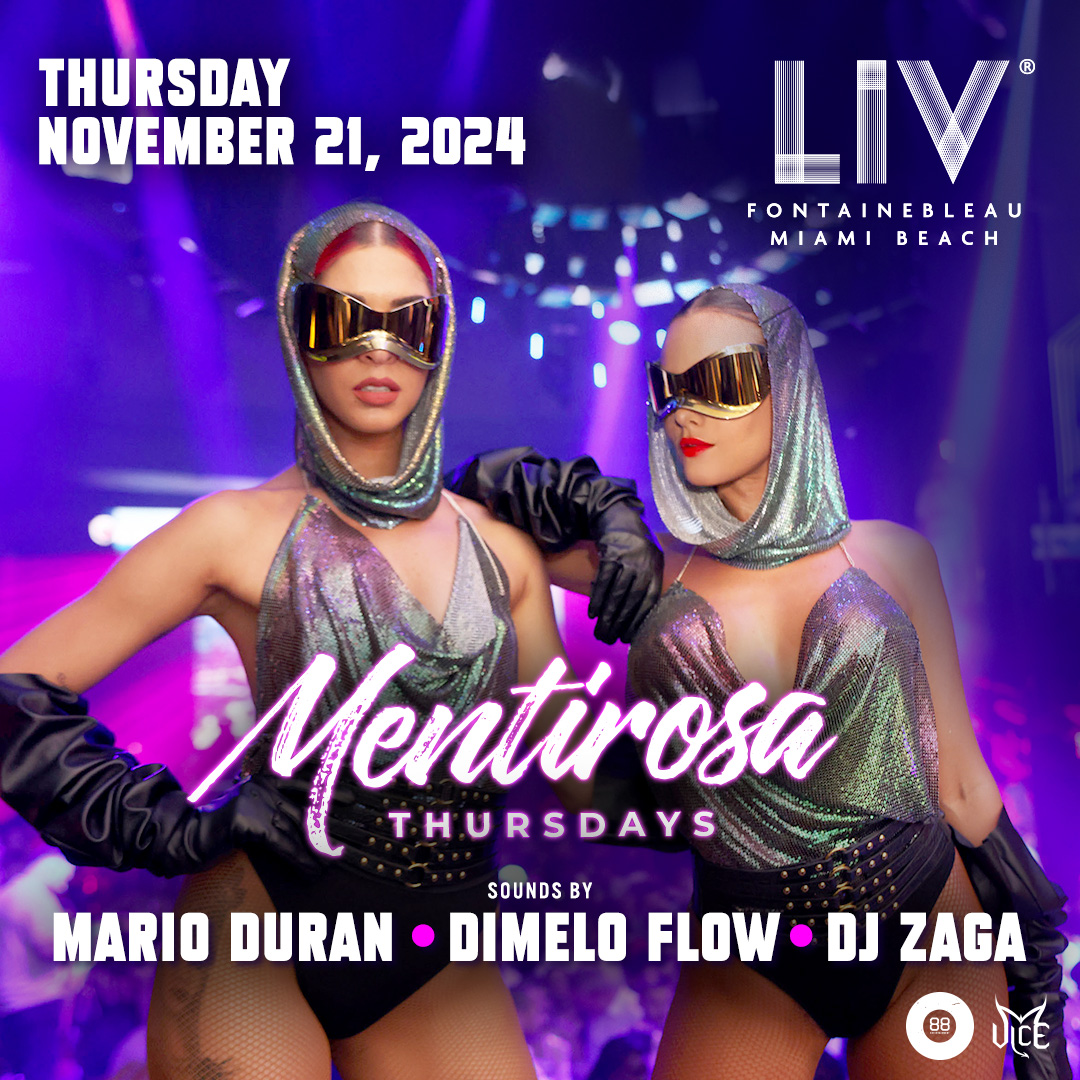 THURSDAY
NOVEMBER 21, 2024
LIV®
FONTAINEBLEAU
MIAMI BEACH
Mentirosa
THURSDAYS
SOUNDS BY
MARIO DURAN • DIMELO FLOW • DJ ZAGA
88
VICE